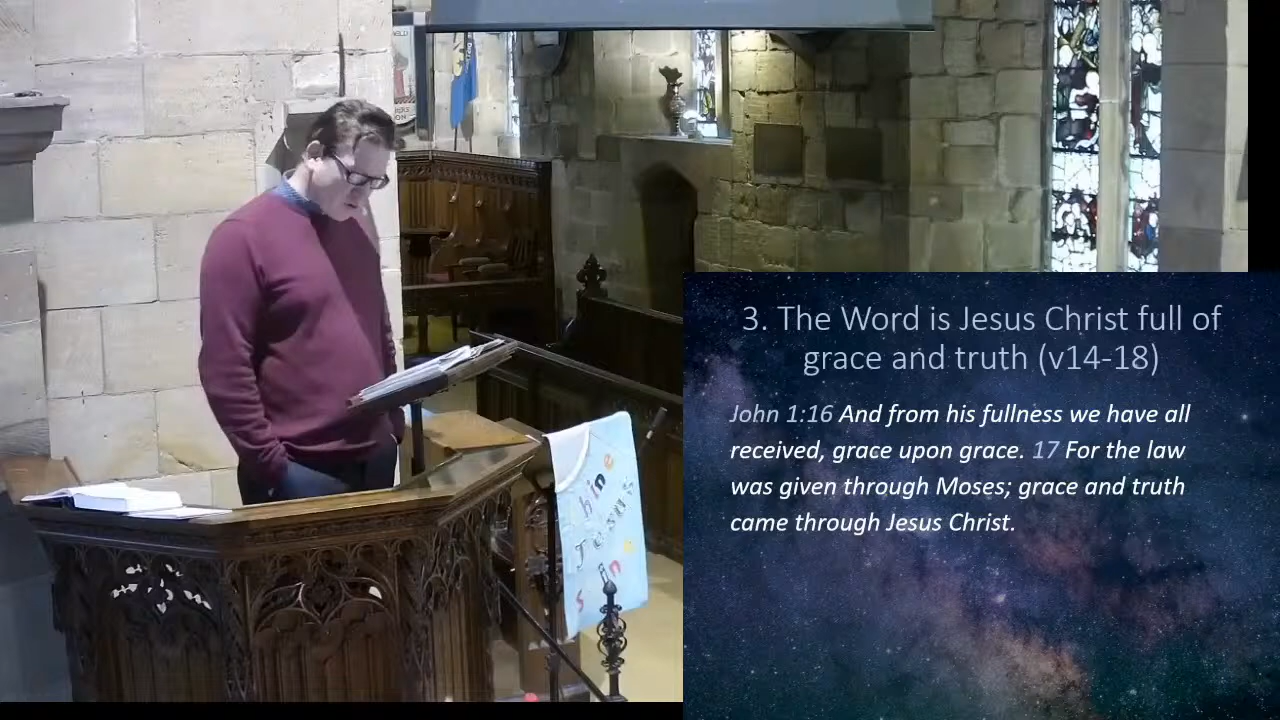 3. The Word is Jesus Christ full of
grace and truth (v14-18)
John 1:16 And from his fullness we have all
received, grace upon grace. 17 For the law
was given through Moses; grace and truth
came through Jesus Christ.
hine
Jesus